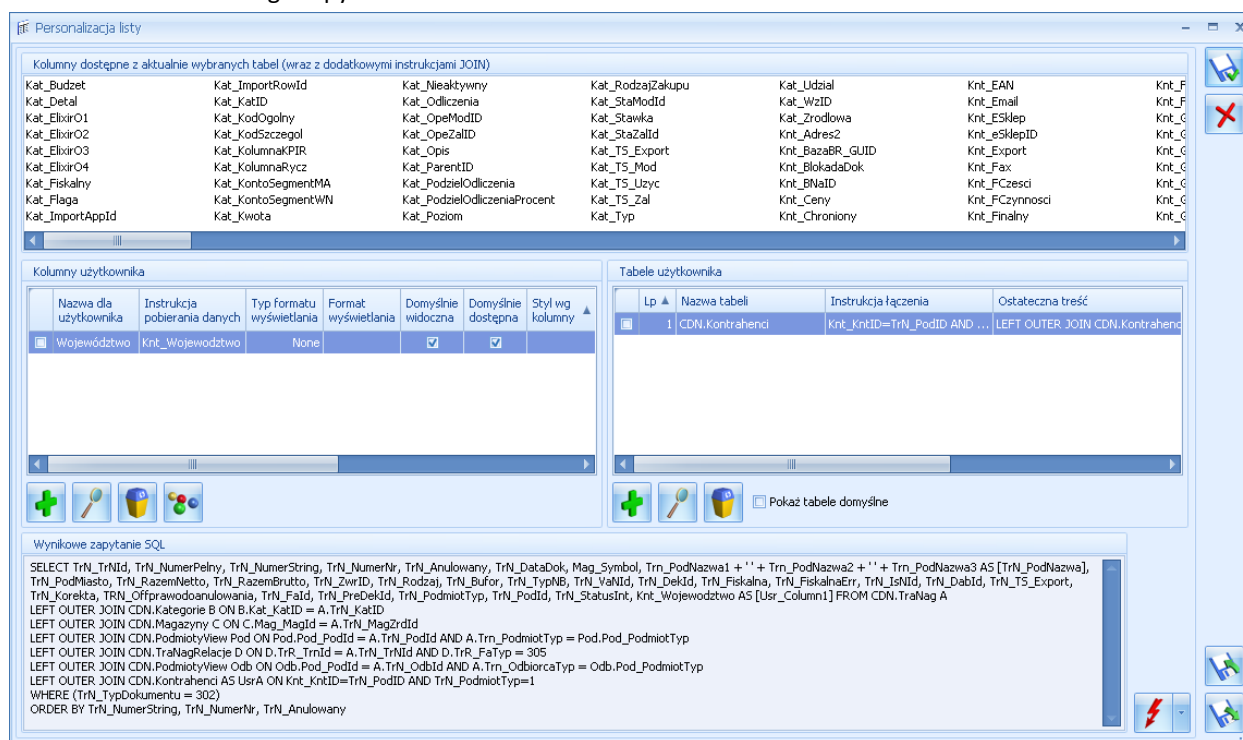 Personalizacja listy
Kolumny dostępne z aktualnie wybranych tabel (wraz z dodatkowymi instrukcjami JOIN)
Kat_Budzet Kat_ImportRowId Kat_Nieaktywny Kat_RodzajZakupu Kat_Udzial Knt_EAN Knt_F
Kat_Detal Kat_KatID Kat_Odliczenia Kat_StaModId Kat_WzID Knt_Email Knt_F
Kat_ElixirO1 Kat_KodOgolny Kat_OpeModID Kat_Stawka Kat_Zrodlowa Knt_ESklep Knt_G
Kat_ElixirO2 Kat_KodSzczegol Kat_OpeZalID Kat_StaZalId Knt_Adres2 Knt_eSklepID Knt_G
Kat_ElixirO3 Kat_KolumnaKPIR Kat_Opis Kat_TS_Export Knt_BazaBR_GUID Knt_Export Knt_G
Kat_ElixirO4 Kat_KolumnaRycz Kat_ParentID Kat_TS_Mod Knt_BlokadaDok Knt_Fax Knt_G
Kat_Fiskalny Kat_KontoSegmentMA Kat_PodzielOdliczenia Kat_TS_Uzyc Knt_BNaID Knt_FCzesci Knt_G
Kat_Flaga Kat_KontoSegmentWN Kat_PodzielOdliczeniaProcent Kat_TS_Zal Knt_Ceny Knt_FCzynnosci Knt_G
Kat_ImportAppId Kat_Kwota Kat_Poziom Kat_Typ Knt_Chroniony Knt_Finalny Knt_G
Kolumny użytkownika
Nazwa dla użytkownika Instrukcja pobierania danych Typ formatu wyświetlania Format wyświetlania Domyślnie widoczna Domyślnie dostępna Styl wg kolumny
Województwo Knt_Wojewodztwo None
Tabele użytkownika
Lp Nazwa tabeli Instrukcja łączenia Ostateczna treść
1 CDN.Kontrahenci Knt_KntID=TrN_PodID AND ... LEFT OUTER JOIN CDN.Kontrahenc
Pokaż tabele domyślne
Wynikowe zapytanie SQL
SELECT TrN_TrNId, TrN_NumerPelny, TrN_NumerString, TrN_NumerNr, TrN_Anulowany, TrN_DataDok, Mag_Symbol, Trn_PodNazwa1 + ' ' + Trn_PodNazwa2 + ' ' + Trn_PodNazwa3 AS [TrN_PodNazwa],
TrN_PodMiasto, TrN_RazemNetto, TrN_RazemBrutto, TrN_ZwrID, TrN_Rodzaj, TrN_Bufor, TrN_TypNB, TrN_VaNId, TrN_DekId, TrN_Fiskalna, TrN_FiskalnaErr, TrN_IsNId, TrN_DabId, TrN_TS_Export,
TrN_Korekta, TRN_Offprawodoanulowania, TrN_FaId, TrN_PreDekId, TrN_PodmiotTyp, TrN_PodId, TrN_StatusInt, Knt_Wojewodztwo AS [Usr_Column1] FROM CDN.TraNag A
LEFT OUTER JOIN CDN.Kategorie B ON B.Kat_KatID = A.TrN_KatID
LEFT OUTER JOIN CDN.Magazyny C ON C.Mag_MagId = A.TrN_MagZrdId
LEFT OUTER JOIN CDN.PodmiotyView Pod ON Pod.Pod_PodId = A.TrN_PodId AND A.Trn_PodmiotTyp = Pod.Pod_PodmiotTyp
LEFT OUTER JOIN CDN.TraNagRelacje D ON D.TrR_TrnId = A.TrN_TrNId AND D.TrR_FaTyp = 305
LEFT OUTER JOIN CDN.PodmiotyView Odb ON Odb.Pod_PodId = A.TrN_OdbId AND A.Trn_OdbiorcaTyp = Odb.Pod_PodmiotTyp
LEFT OUTER JOIN CDN.Kontrahenci AS UsrA ON Knt_KntID=TrN_PodID AND TrN_PodmiotTyp=1
WHERE (TrN_TypDokumentu = 302)
ORDER BY TrN_NumerString, TrN_NumerNr, TrN_Anulowany